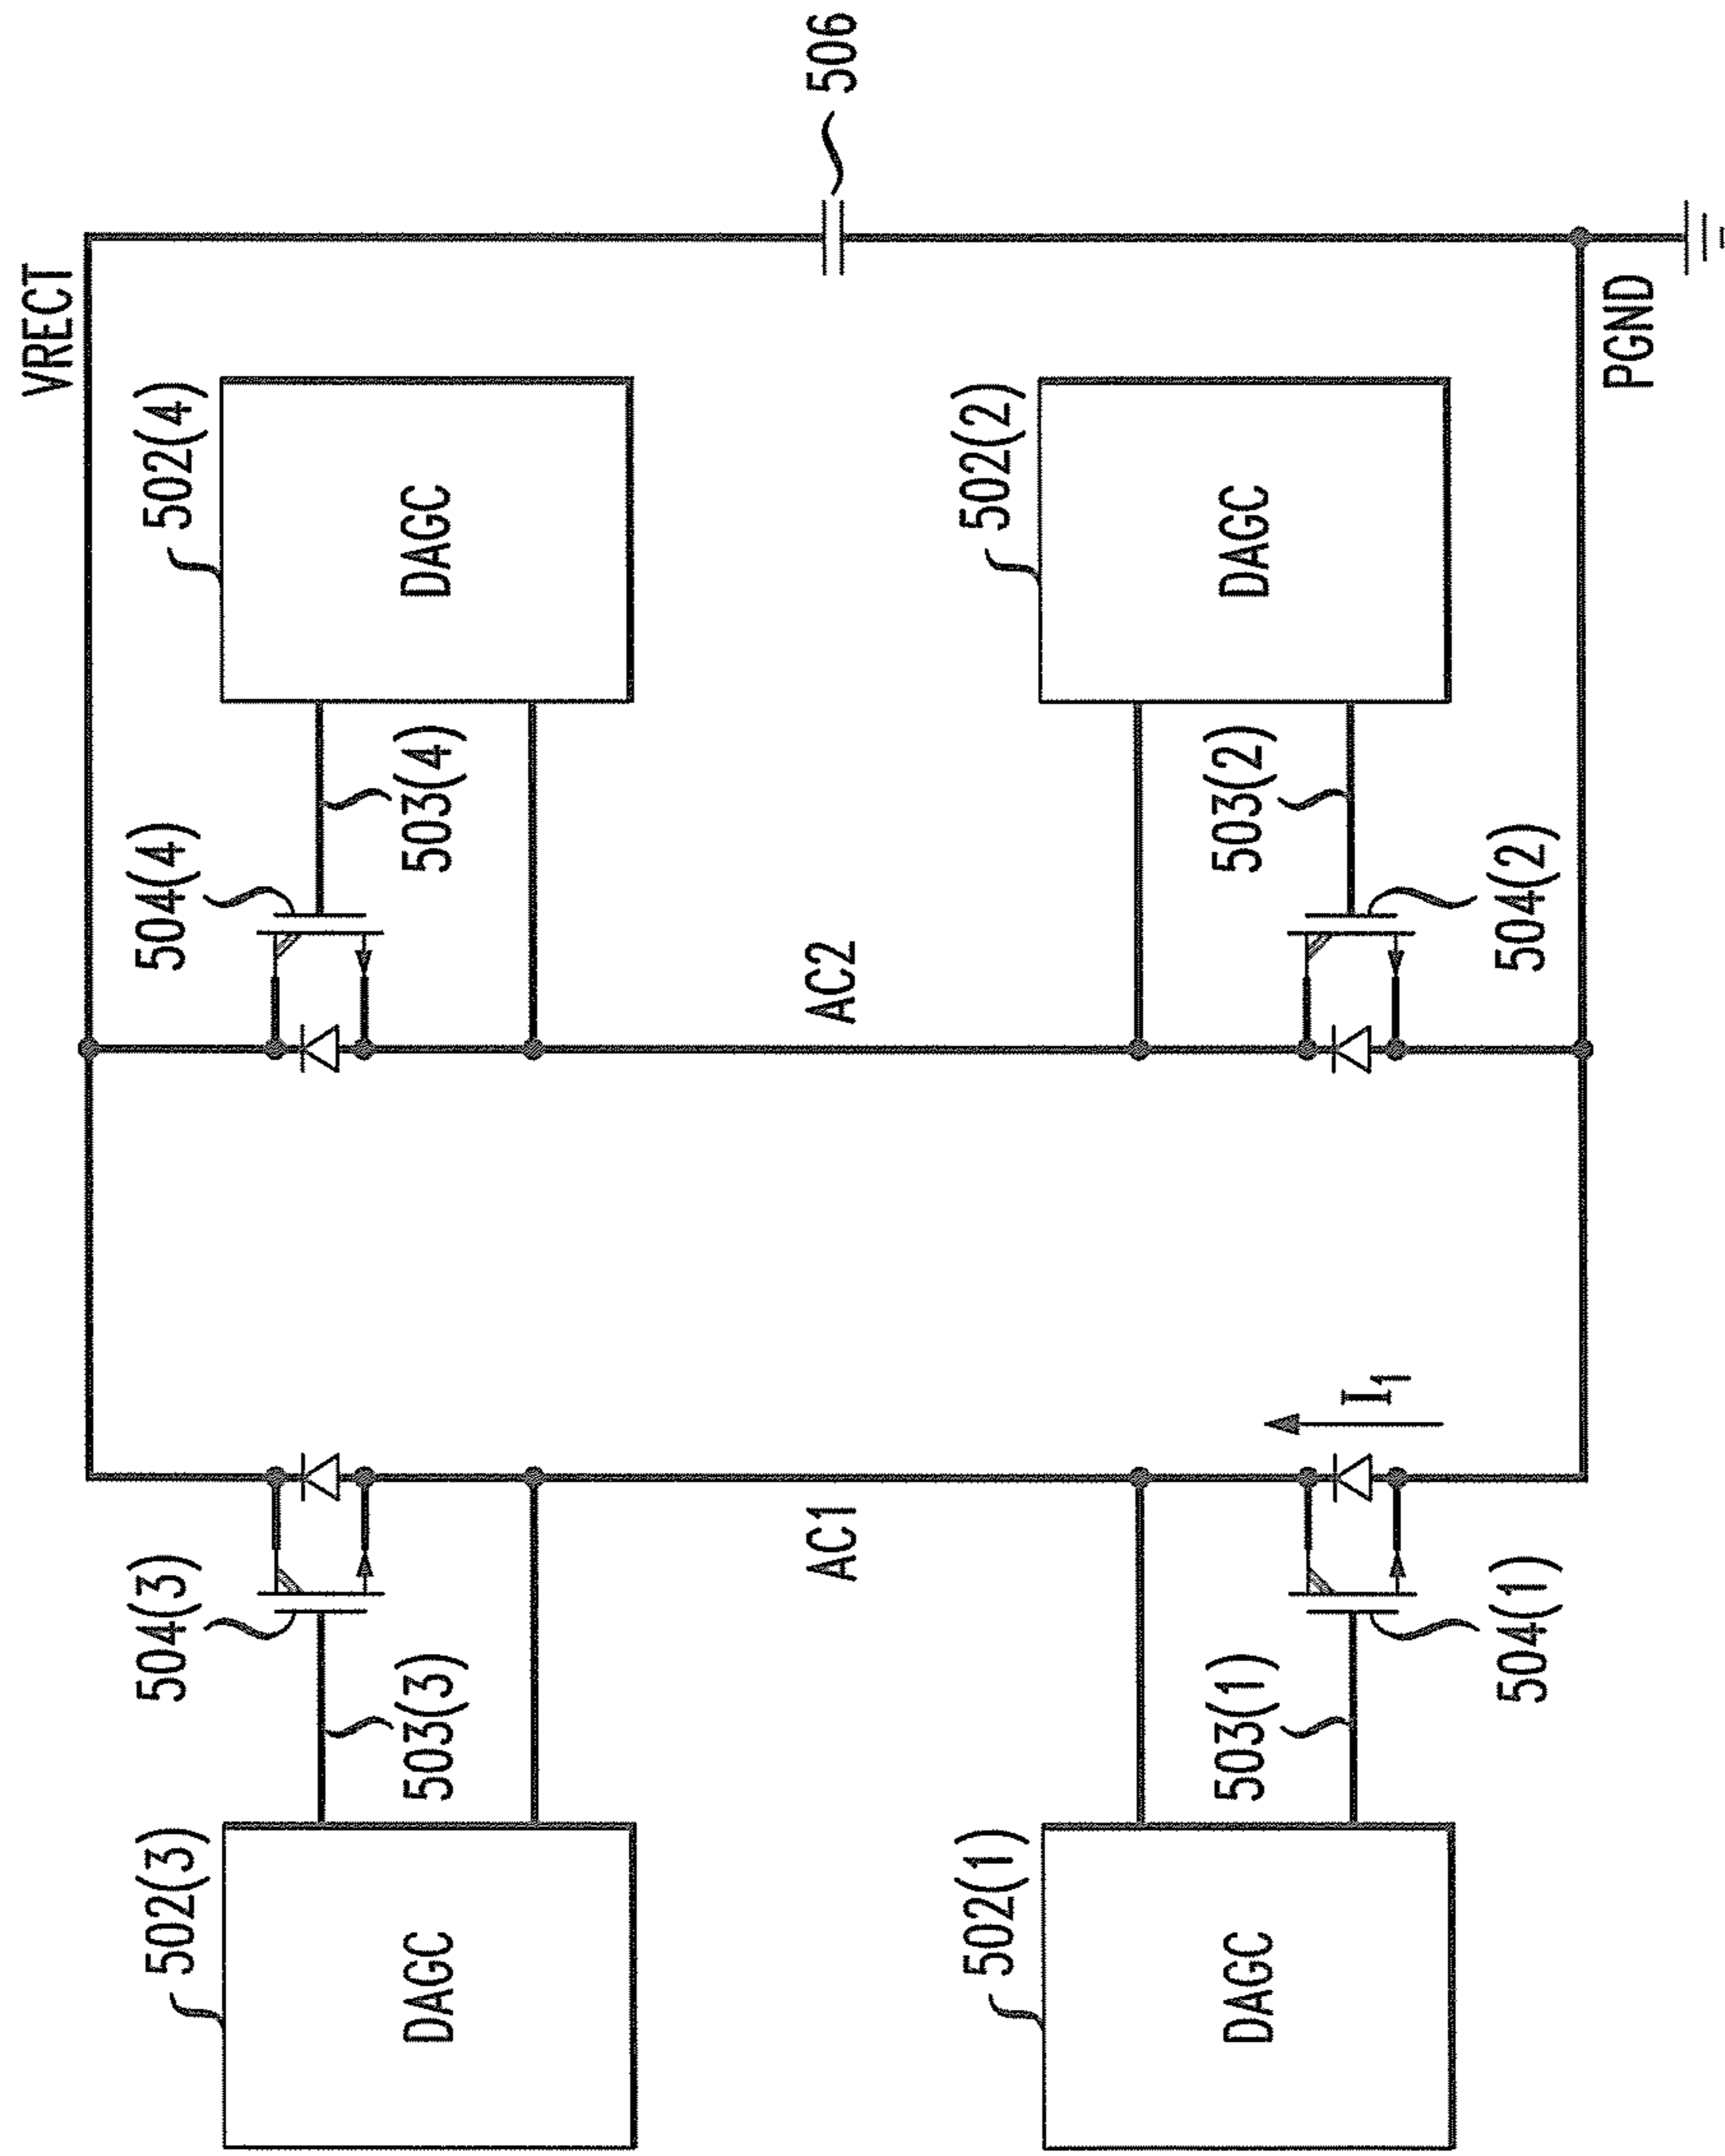 VRECT
502(4)
DAGC
503(4)
504(4)
AC2
502(2)
DAGC
503(2)
504(2)
PGND
506
504(3)
503(3)
502(3)
DAGC
AC1
I1
504(1)
503(1)
502(1)
DAGC